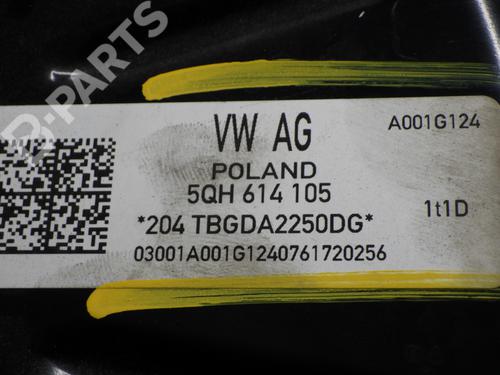 B-PARTS
VW AG
A001G124
POLAND
5QH 614 105
*204 TBGDA2250DG*
1t1D
03001A001G1240761720256